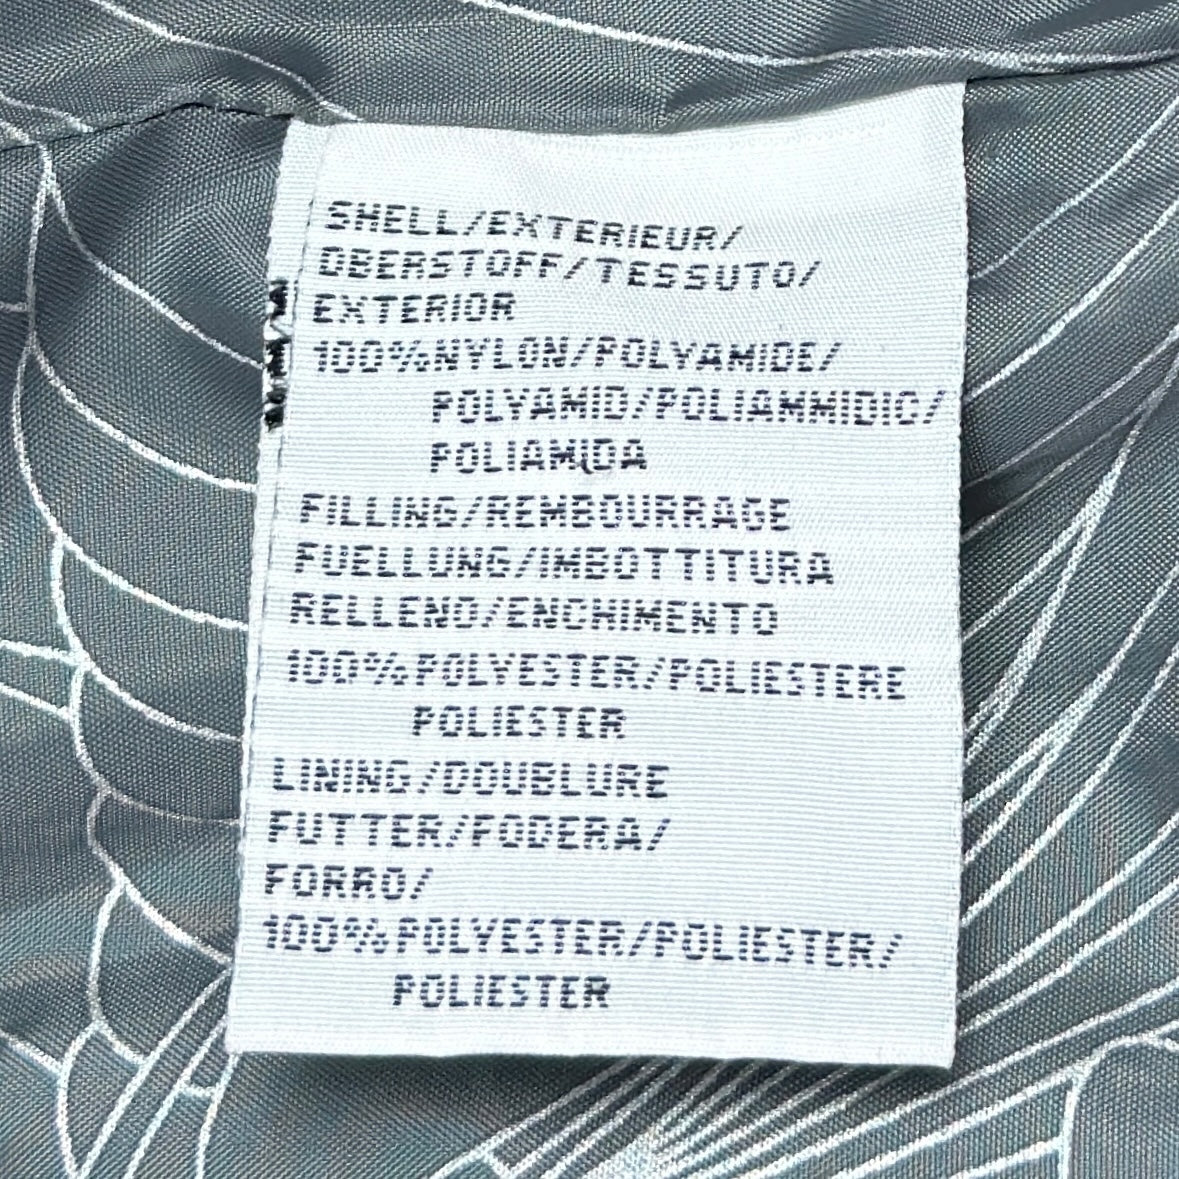 SHELL/EXTERIEUR/
OBERSTOFF/TESSUTO/
EXTERIOR
100%NYLON/POLYAMIDE/
POLYAMID/POLIAMMIDIC/
POLIAMIDA
FILLING/REMBOURRAGE
FUELLUNG/IMBOTTITURA
RELLENO/ENCHIMENTO
100%POLYESTER/POLIESTERE
POLIESTER
LINING/DOUBLURE
FUTTER/FODERA/
FORRO/
100%POLYESTER/POLIESTER/
POLIESTER